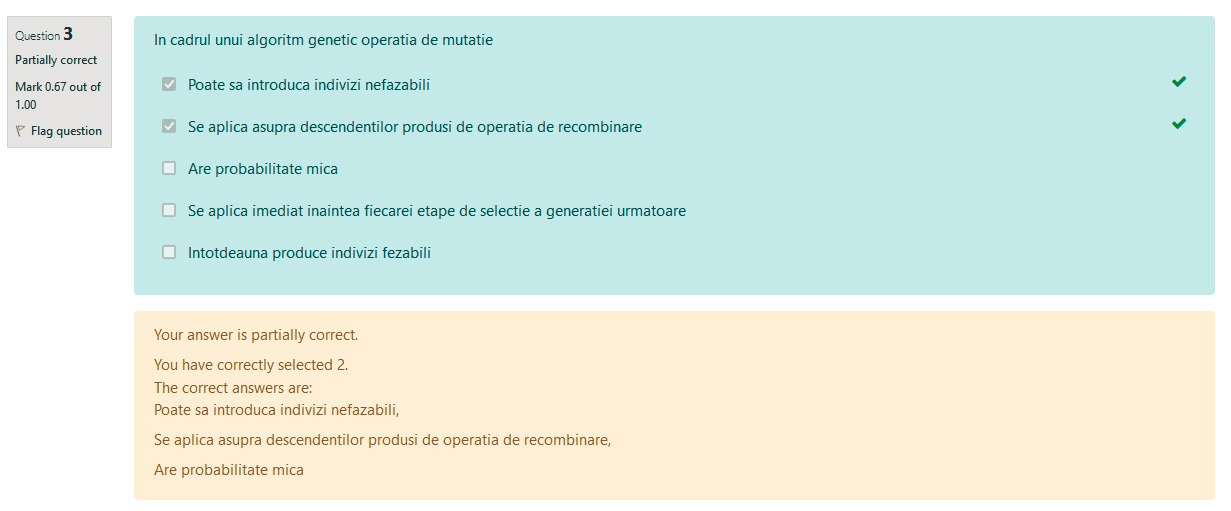 Question 3
Partially correct
Mark 0.67 out of
1.00
Flag question
In cadrul unui algoritm genetic operatia de mutatie
Poate sa introduca indivizi nefazabili
Se aplica asupra descendentilor produsi de operatia de recombinare
Are probabilitate mica
Se aplica imediat inaintea fiecarei etape de selectie a generatiei urmatoare
Intotdeauna produce indivizi fezabili
Your answer is partially correct.
You have correctly selected 2.
The correct answers are:
Poate sa introduca indivizi nefazabili,
Se aplica asupra descendentilor produsi de operatia de recombinare,
Are probabilitate mica